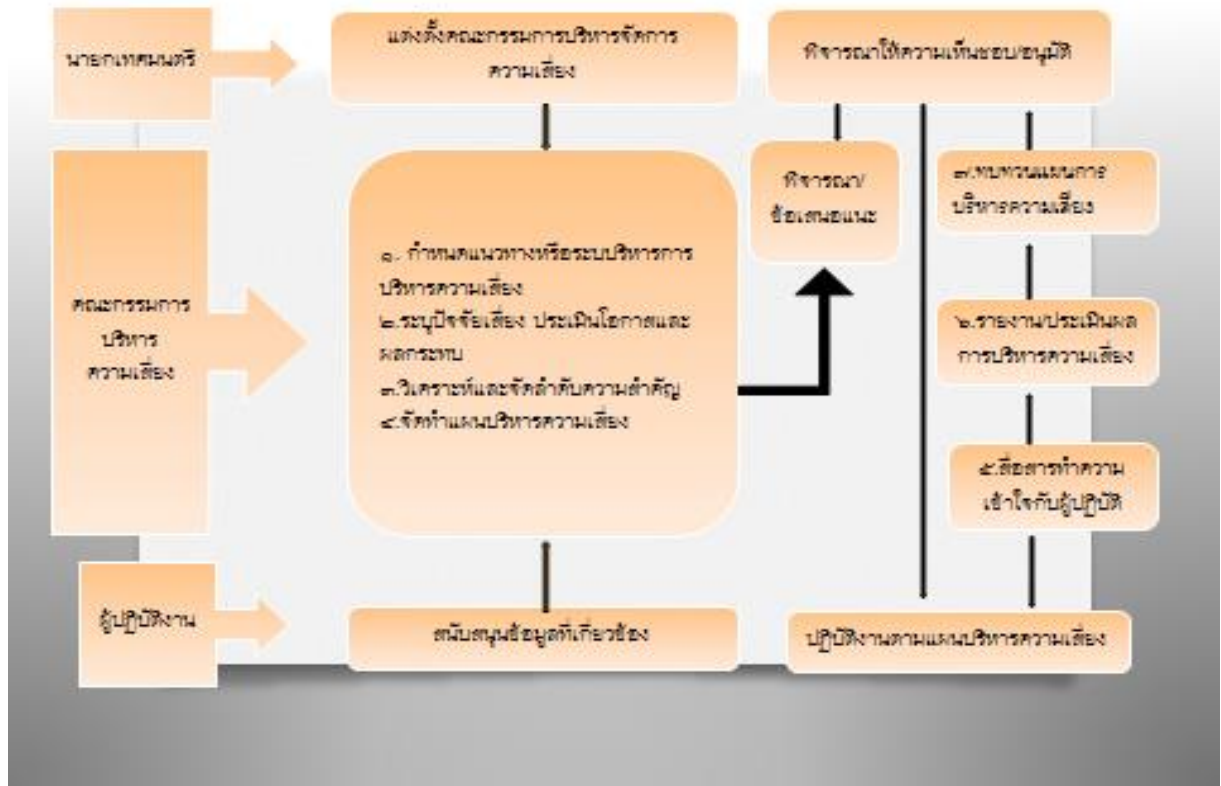 นายกเทศมนตรี
แต่งตั้งคณะกรรมการบริหารจัดการ
ความเสี่ยง
พิจารณาให้ความเห็นชอบ/อนุมัติ
คณะกรรมการ
บริหาร
ความเสี่ยง
๑. กำหนดแนวทางหรือระบบบริหารการ
บริหารความเสี่ยง
๒.ระบุปัจจัยเสี่ยง ประเมินโอกาสและ
ผลกระทบ
๓.วิเคราะห์และจัดลำดับความสำคัญ
๔.จัดทำแผนบริหารความเสี่ยง
พิจารณา/
ข้อเสนอแนะ
๗.ทบทวนแผนการ
บริหารความเสี่ยง
๖.รายงาน/ประเมินผล
การบริหารความเสี่ยง
๕.สื่อสารทำความ
เข้าใจกับผู้ปฏิบัติ
ผู้ปฏิบัติงาน
สนับสนุนข้อมูลที่เกี่ยวข้อง
ปฏิบัติงานตามแผนบริหารความเสี่ยง